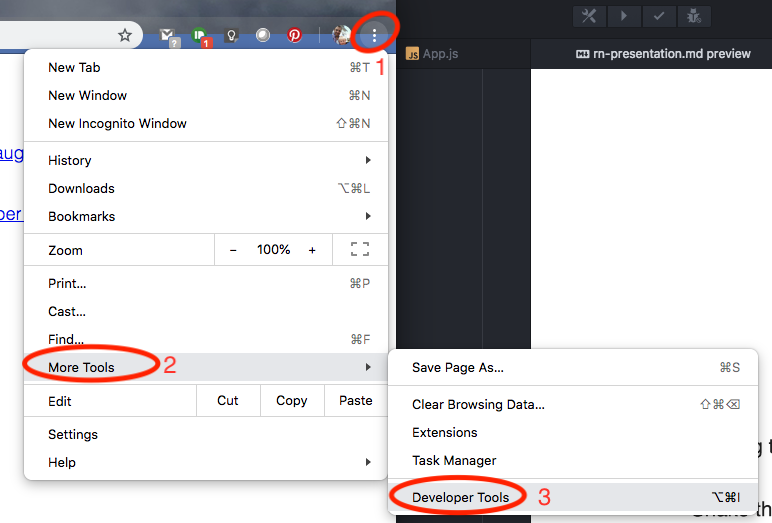 ?
1
1
JS App.js
rn-presentation.md preview
New Tab ⌘T
New Window ⌘N
New Incognito Window ⇧⌘N
aug
History
Downloads ⌥⌘L
per
Bookmarks
Zoom − 100% +
Print... ⌘P
Cast...
Find... ⌘F
More Tools 2
Save Page As... ⌘S
Edit Cut Copy Paste
Clear Browsing Data... ⇧⌘⌫
Settings
Extensions
Help
Task Manager
Developer Tools 3 ⌥⌘I